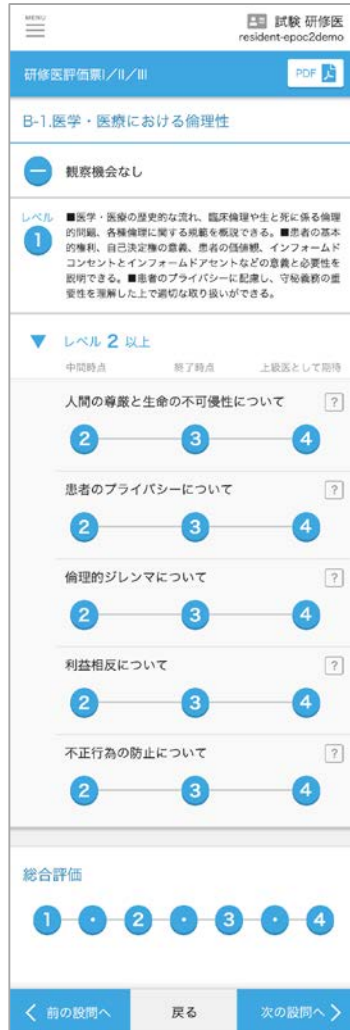 MENU
試験 研修医
resident-epoc2demo
研修医評価票I/II/III
PDF
B-1.医学・医療における倫理性
観察機会なし
レベル
1
■医学・医療の歴史的な流れ、臨床倫理や生と死に係る倫理
的問題、各種倫理に関する規範を概説できる。■患者の基本
的権利、自己決定権の意義、患者の価値観、インフォームド
コンセントとインフォームドアセントなどの意義と必要性を
説明できる。■患者のプライバシーに配慮し、守秘義務の重
要性を理解した上で適切な取り扱いができる。
▼ レベル 2 以上
中間時点 終了時点 上級医として期待
人間の尊厳と生命の不可侵性について ?
2 3 4
患者のプライバシーについて ?
2 3 4
倫理的ジレンマについて ?
2 3 4
利益相反について ?
2 3 4
不正行為の防止について ?
2 3 4
総合評価
1 ・ 2 ・ 3 ・ 4
前の設問へ 戻る 次の設問へ